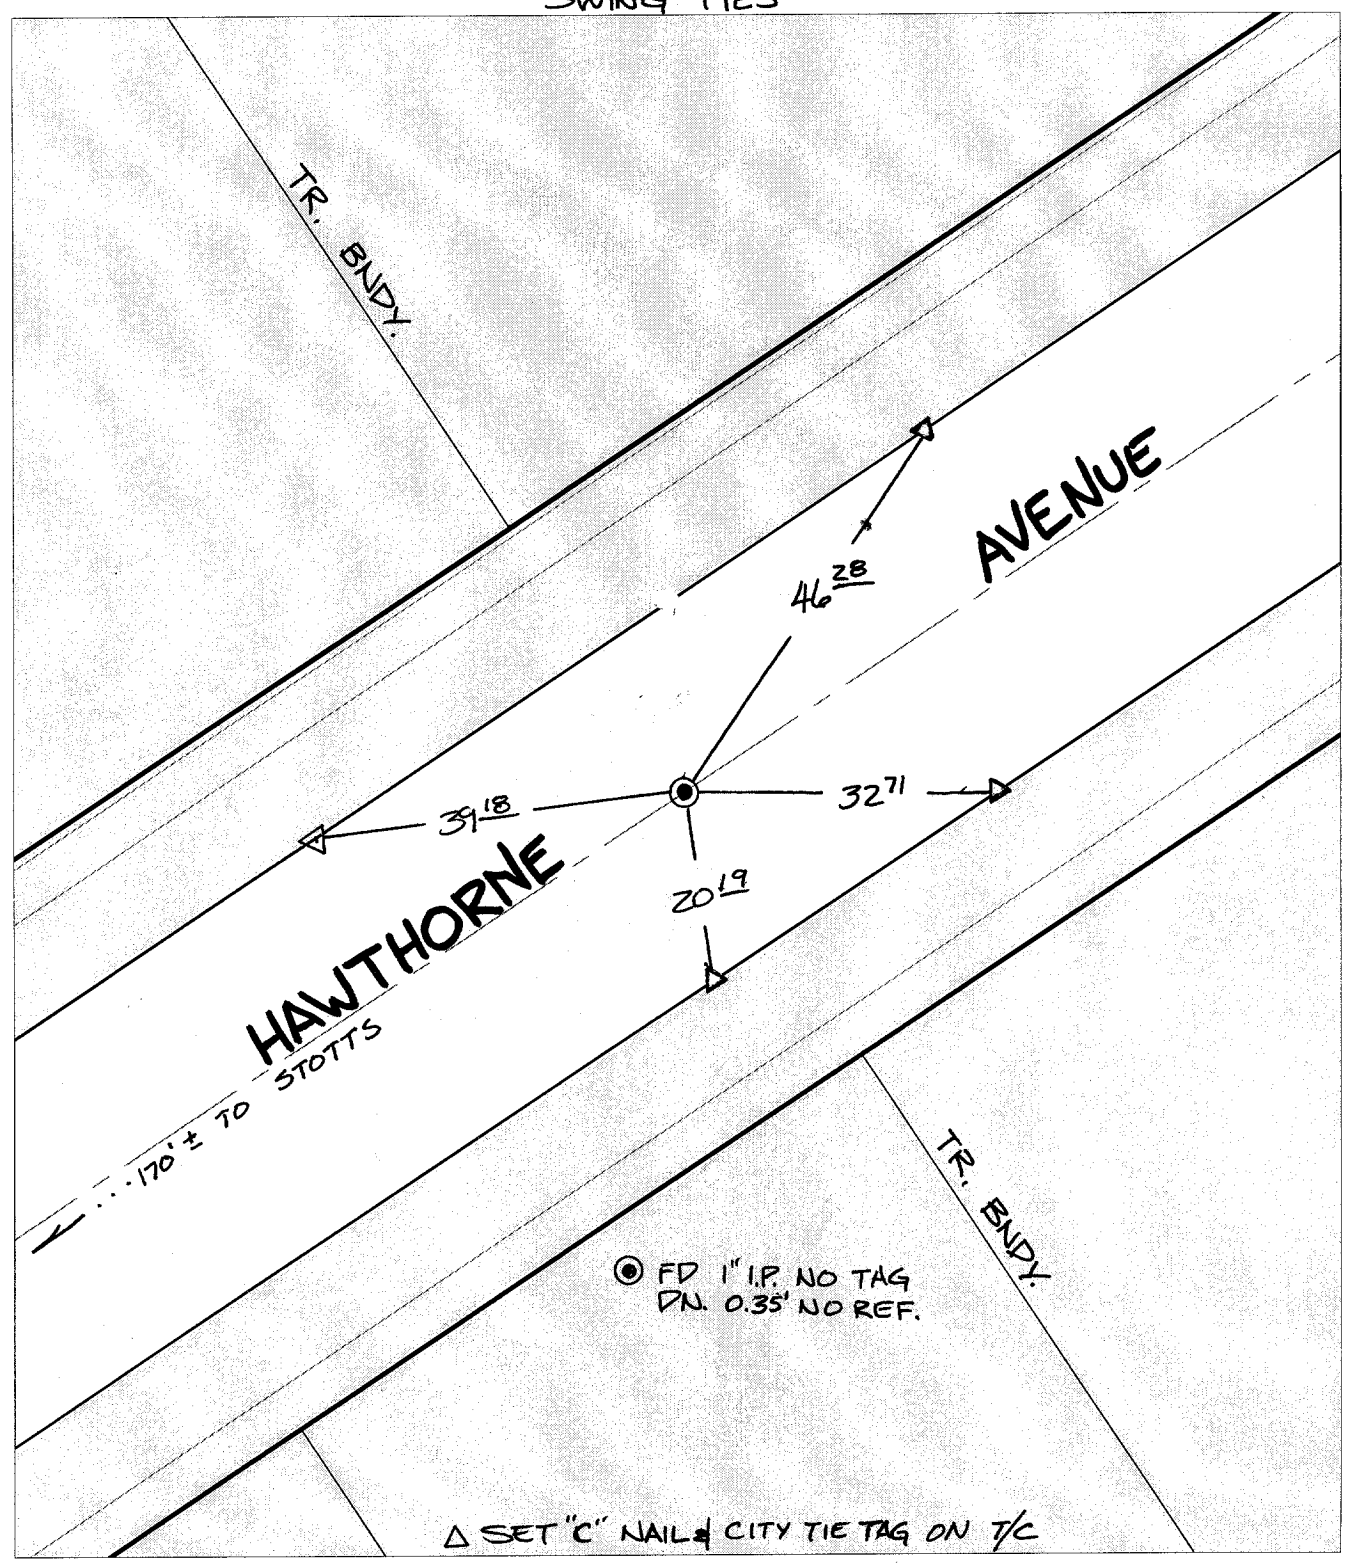 SWING TIES
TR. BNDY.
AVENUE
46 28
39 18
32 71
20 19
HAWTHORNE
170'± TO STOTTS
TR. BNDY.
FD 1" I.P. NO TAG
DN. 0.35' NO REF.
SET "C" NAIL & CITY TIE TAG ON T/C